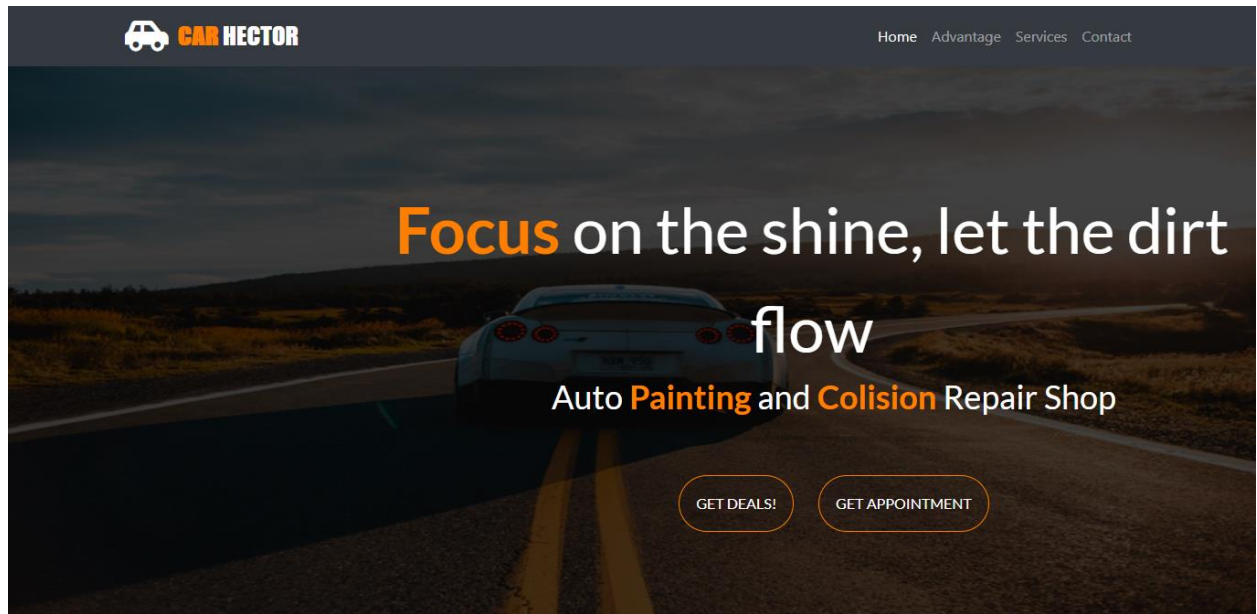 CAR HECTOR
Home Advantage Services Contact
Focus on the shine, let the dirt
flow
Auto Painting and Colision Repair Shop
GET DEALS!
GET APPOINTMENT